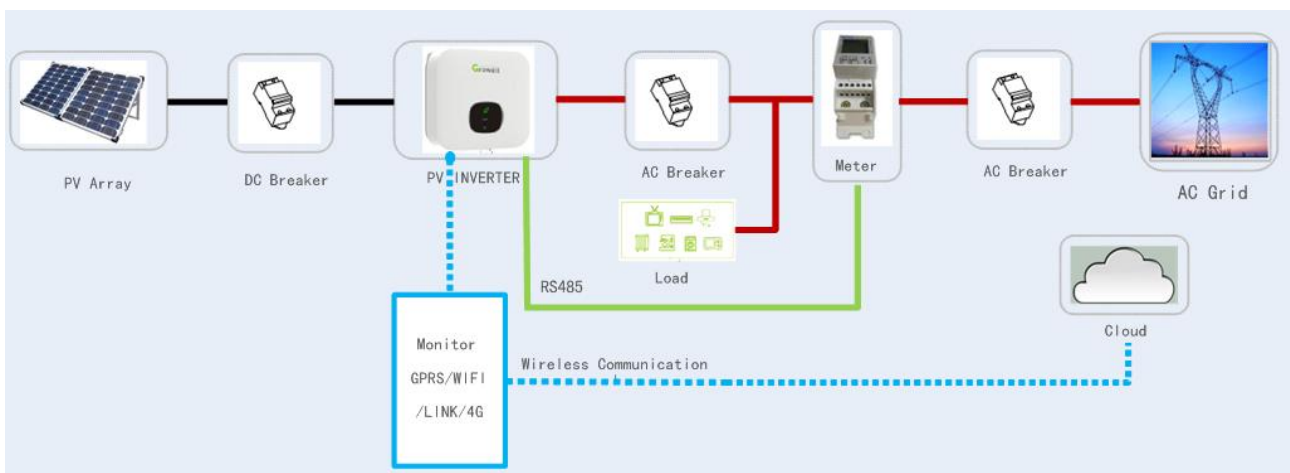 GROWATT
PV Array
DC Breaker
PV INVERTER
AC Breaker
Meter
AC Breaker
AC Grid
Load
RS485
Cloud
Monitor
GPRS/WIFI
/LINK/4G
Wireless Communication